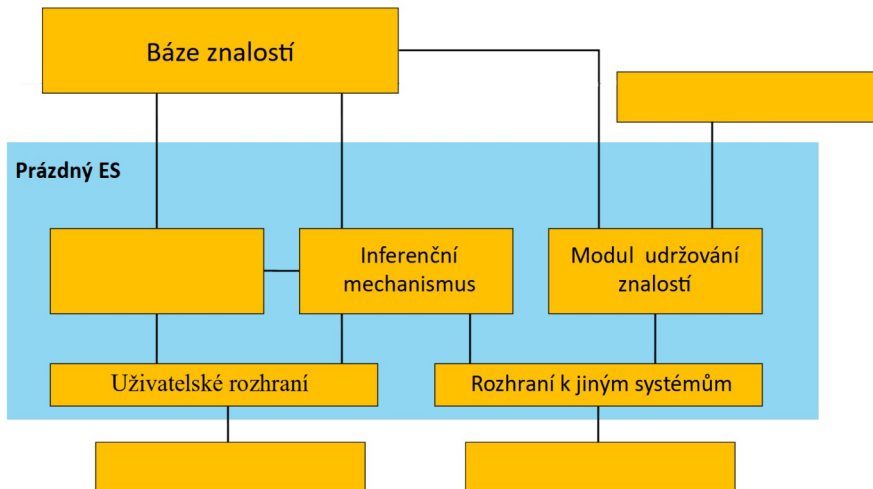 Báze znalostí
Prázdný ES
Inferenční
mechanismus
Modul udržování
znalostí
Uživatelské rozhraní
Rozhraní k jiným systémům